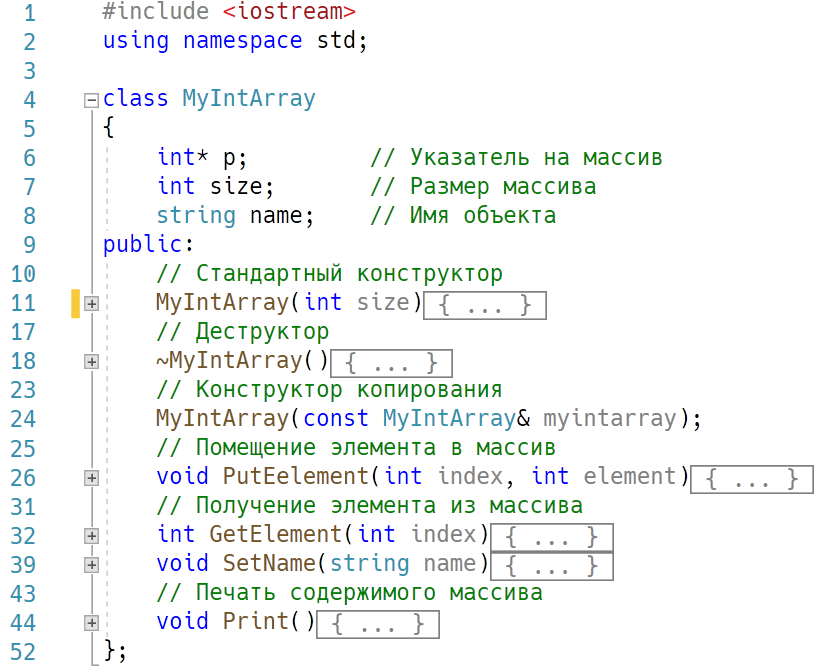 1 #include <iostream>
2 using namespace std;
3
4 class MyIntArray
5 {
6 int* p; // Указатель на массив
7 int size; // Размер массива
8 string name; // Имя объекта
9 public:
10 // Стандартный конструктор
11 MyIntArray(int size){ ... }
17 // Деструктор
18 ~MyIntArray(){ ... }
23 // Конструктор копирования
24 MyIntArray(const MyIntArray& myintarray);
25 // Помещение элемента в массив
26 void PutEelement(int index, int element){ ... }
31 // Получение элемента из массива
32 int GetElement(int index){ ... }
39 void SetName(string name){ ... }
43 // Печать содержимого массива
44 void Print(){ ... }
52 };